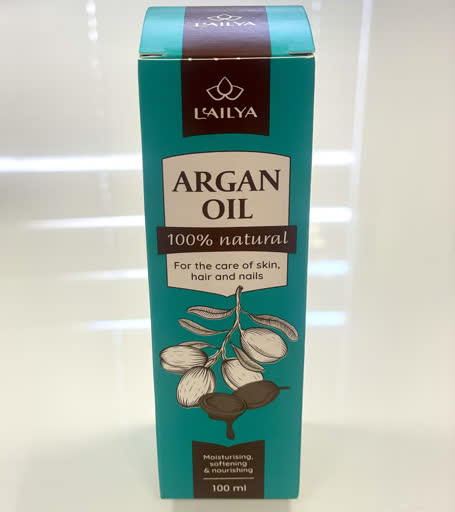 L'AILYA
L'AILYA
ARGAN
OIL
100% natural
For the care of skin,
hair and nails
Moisturising,
softening
& nourishing
100 ml